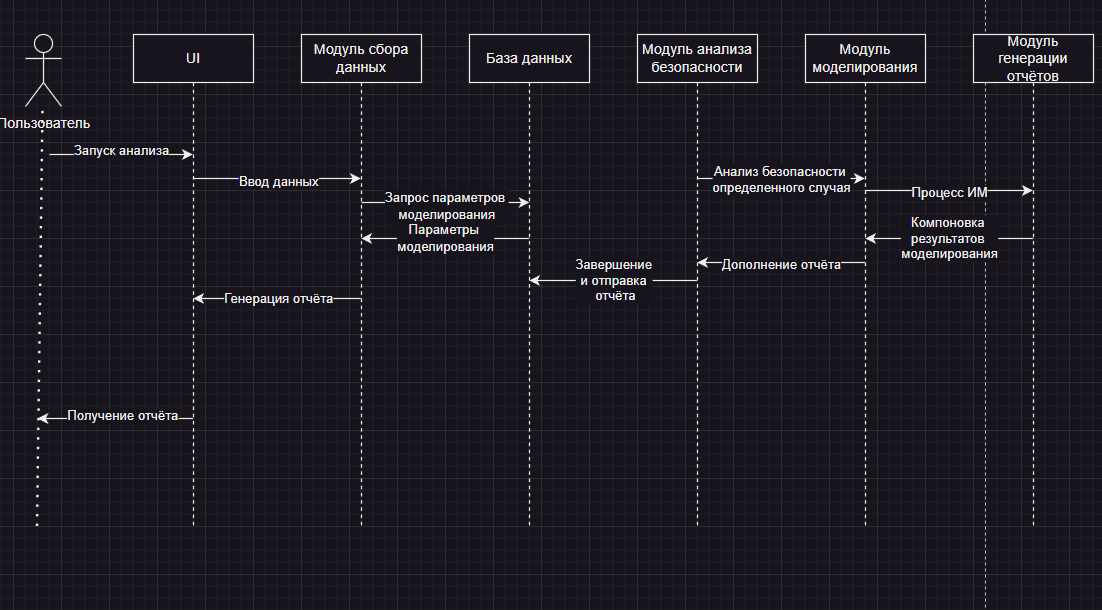 Пользователь
UI
Модуль сбора
данных
База данных
Модуль анализа
безопасности
Модуль
моделирования
Модуль
генерации
отчётов
Запуск анализа
Ввод данных
Запрос параметров
моделирования
Параметры
моделирования
Анализ безопасности
определенного случая
Процесс ИМ
Компоновка
результатов
моделирования
Дополнение отчёта
Завершение
и отправка
отчёта
Генерация отчёта
Получение отчёта